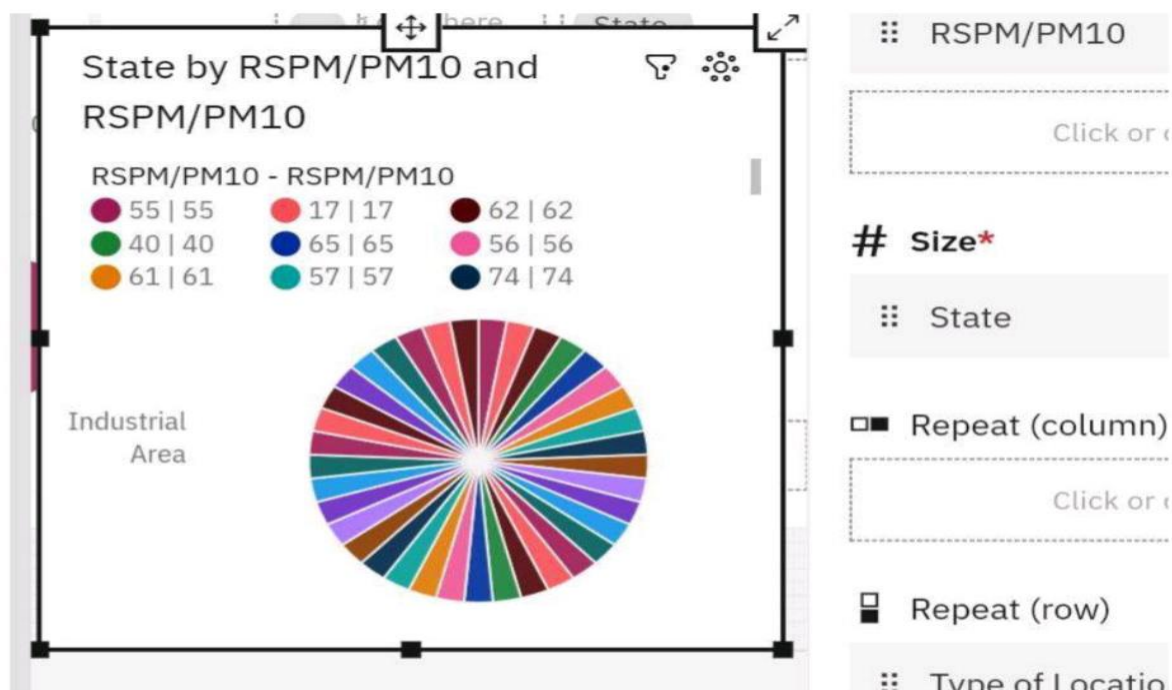 State
State by RSPM/PM10 and
RSPM/PM10
RSPM/PM10 - RSPM/PM10
55 | 55
17 | 17
62 | 62
40 | 40
65 | 65
56 | 56
61 | 61
57 | 57
74 | 74
Industrial
Area
RSPM/PM10
Click or
# Size*
State
Repeat (column)
Click or
Repeat (row)
Type of Locatio